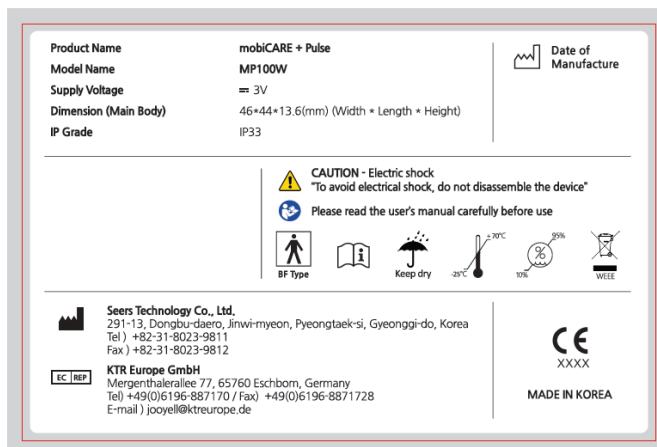 Product Name mobiCARE + Pulse
Model Name MP100W
Supply Voltage 3V
Dimension (Main Body) 46*44*13.6(mm) (Width * Length * Height)
IP Grade IP33
Date of
Manufacture
CAUTION - Electric shock
"To avoid electrical shock, do not disassemble the device"
Please read the user's manual carefully before use
BF Type
i
Keep dry
-25℃
+70℃
%
10%
95%
WEEE
Seers Technology Co., Ltd.
291-13, Dongbu-daero, Jinwi-myeon, Pyeongtaek-si, Gyeonggi-do, Korea
Tel ) +82-31-8023-9811
Fax ) +82-31-8023-9812
EC REP
KTR Europe GmbH
Mergenthalerallee 77, 65760 Eschborn, Germany
Tel) +49(0)6196-887170 / Fax) +49(0)6196-8871728
E-mail ) jooyell@ktreurope.de
CE
XXXX
MADE IN KOREA